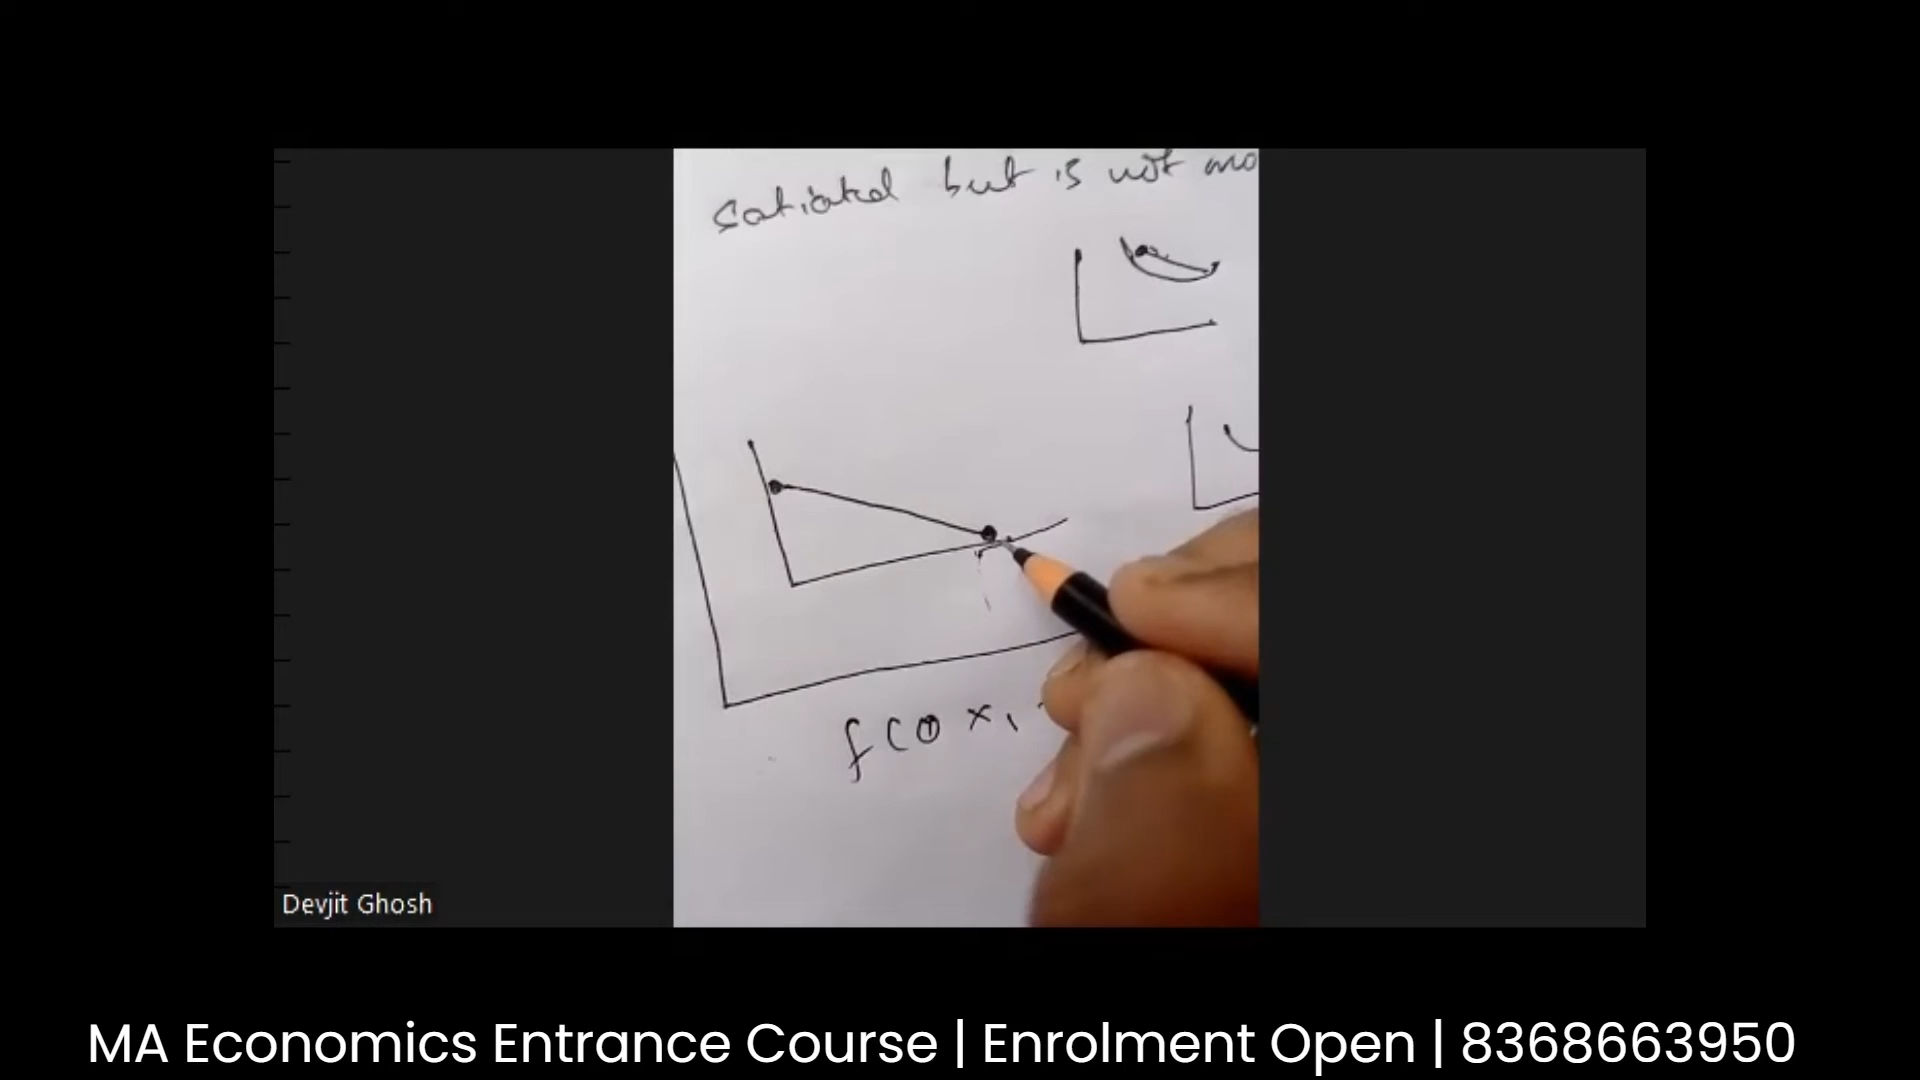 satiated but is not mo
f(θ x,
Devjit Ghosh
MA Economics Entrance Course | Enrolment Open | 8368663950